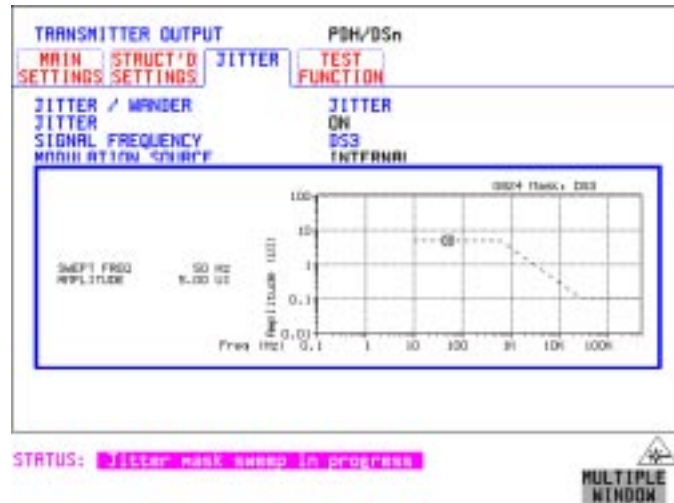 TRANSMITTER OUTPUT PDH/DSn
MAIN SETTINGS STRUCT'D SETTINGS JITTER TEST FUNCTION
JITTER / WANDER JITTER
JITTER ON
SIGNAL FREQUENCY DS3
MODULATION SOURCE INTERNAL
G824 Mask: DS3
SWEPT FREQ 50 Hz
AMPLITUDE 5.00 UI
Amplitude (UI)
100
10
1
0.1
0.01
Freq (Hz) 0.1 1 10 100 1K 10K 100K
STATUS: Jitter mask sweep in progress
MULTIPLE
WINDOW